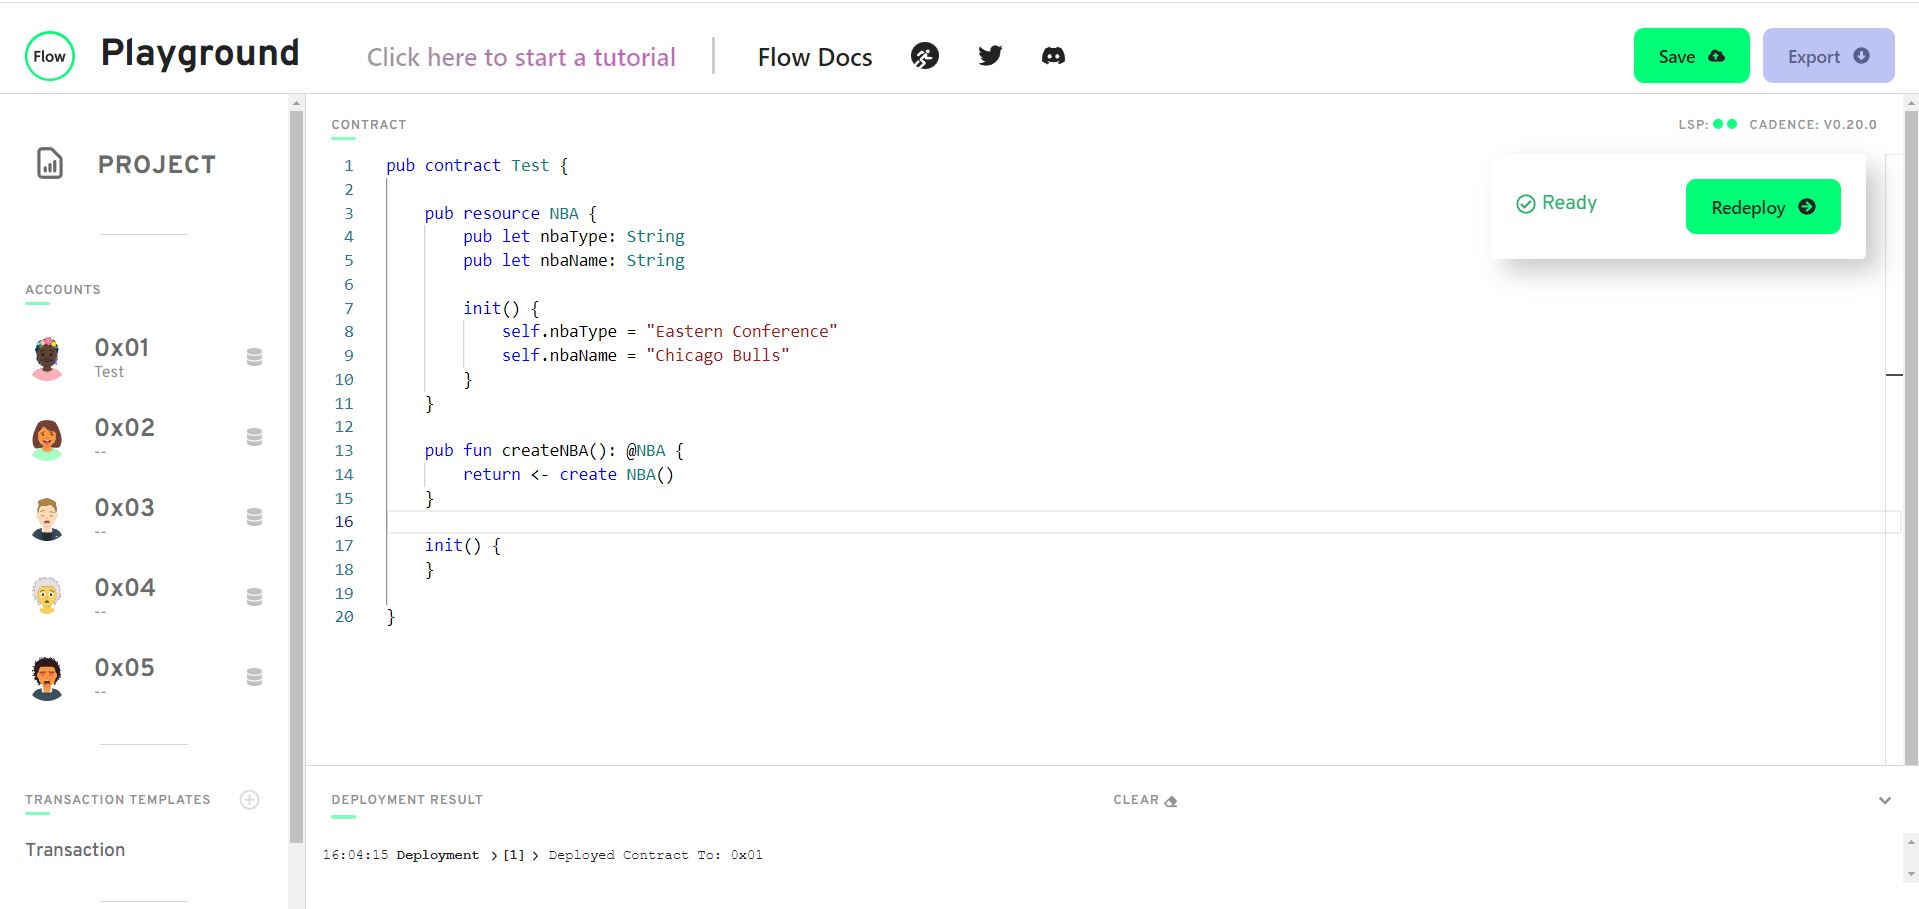 Flow Playground Click here to start a tutorial Flow Docs Save Export
PROJECT
ACCOUNTS
0x01
Test
0x02
--
0x03
--
0x04
--
0x05
--
TRANSACTION TEMPLATES
Transaction
CONTRACT LSP: CADENCE: V0.20.0
Ready Redeploy
1 pub contract Test {
2
3 pub resource NBA {
4 pub let nbaType: String
5 pub let nbaName: String
6
7 init() {
8 self.nbaType = "Eastern Conference"
9 self.nbaName = "Chicago Bulls"
10 }
11 }
12
13 pub fun createNBA(): @NBA {
14 return <- create NBA()
15 }
16
17 init() {
18 }
19
20 }
DEPLOYMENT RESULT CLEAR
16:04:15 Deployment ❯ [1] ❯ Deployed Contract To: 0x01